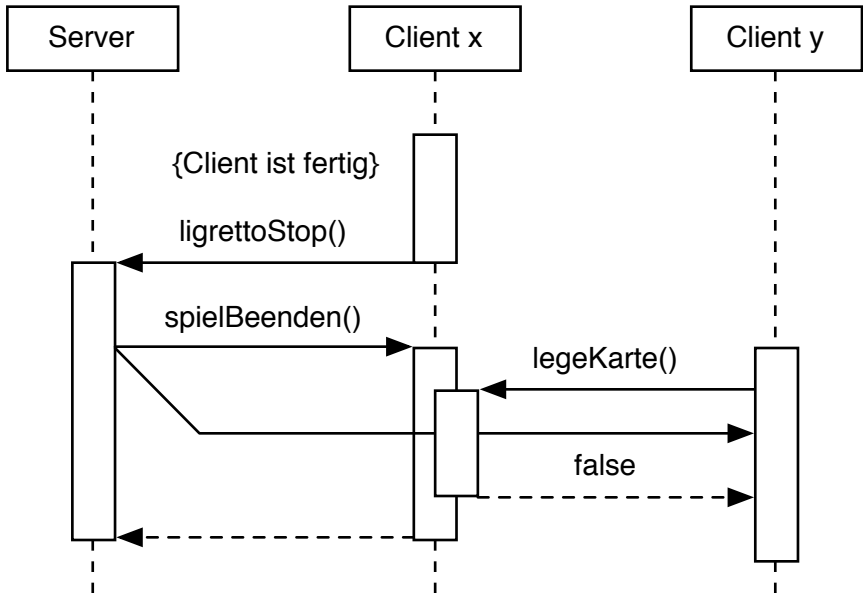 Server
Client x
Client y
{Client ist fertig}
ligrettoStop()
spielBeenden()
legeKarte()
false